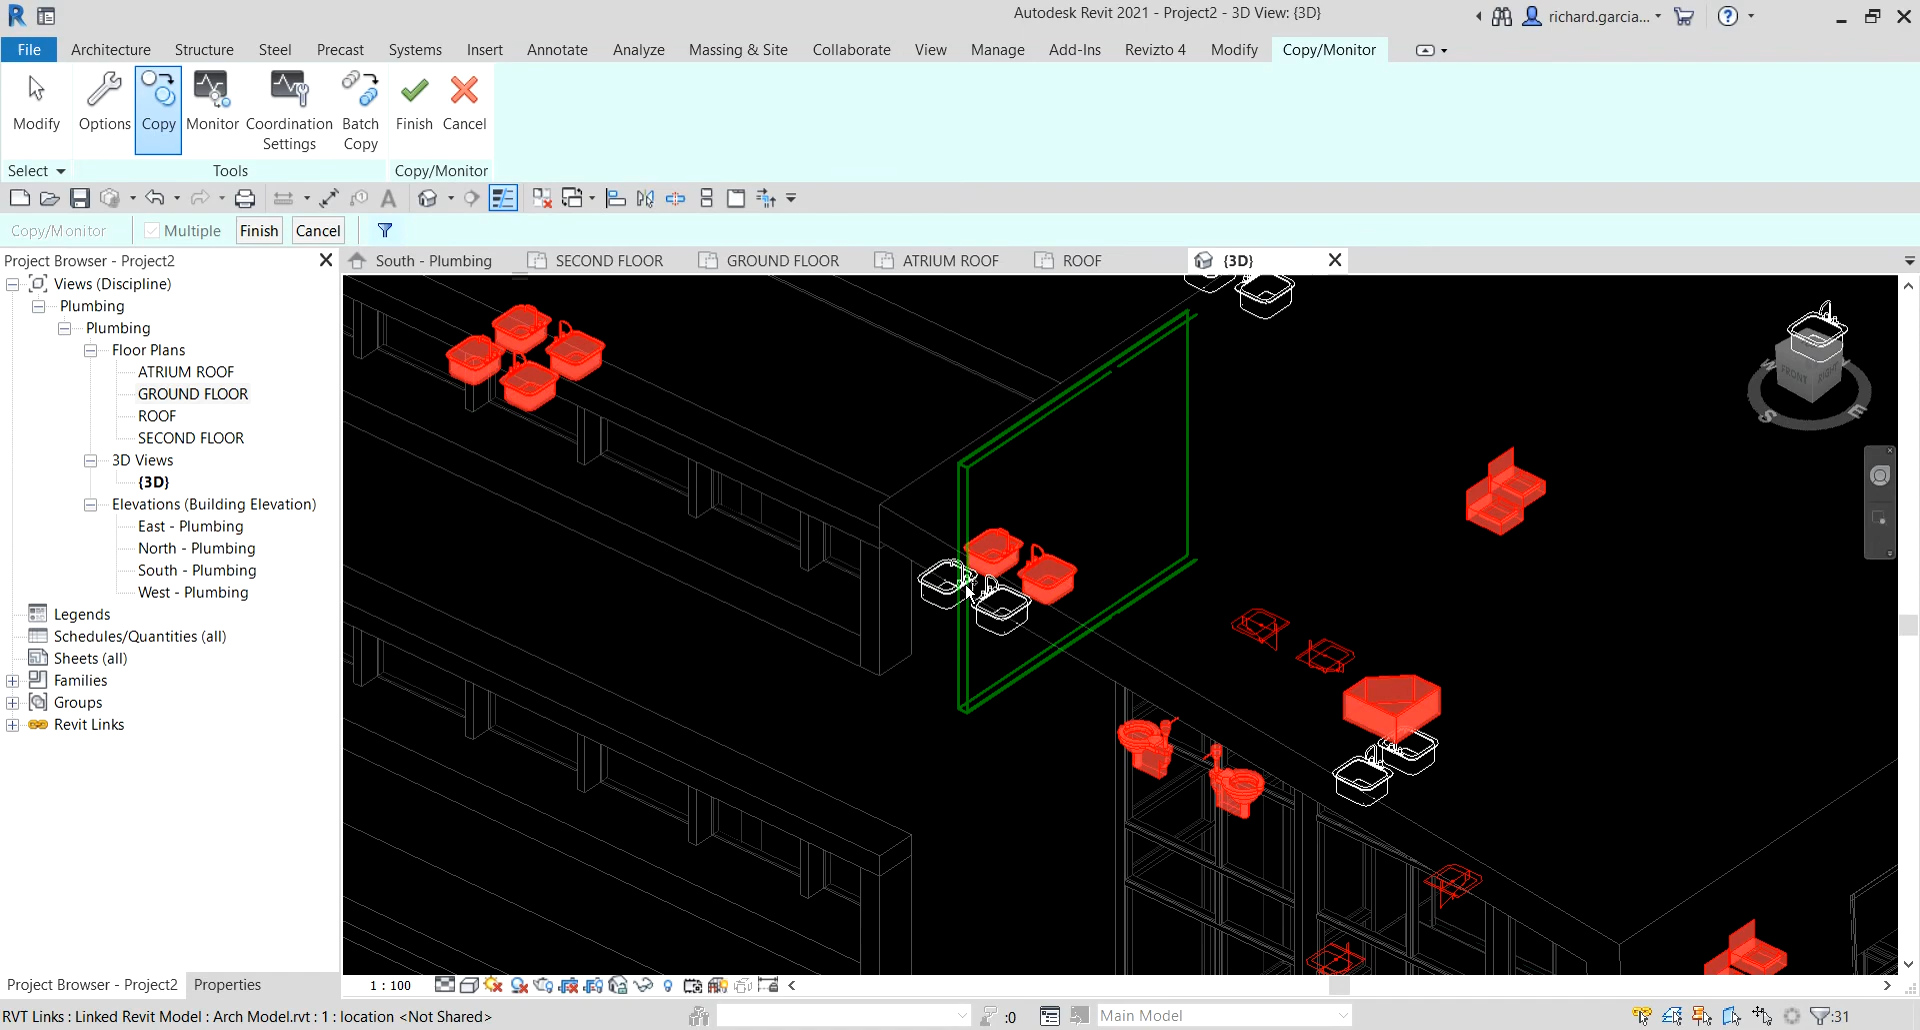 Autodesk Revit 2021 - Project2 - 3D View: {3D}
richard.garcia...
File Architecture Structure Steel Precast Systems Insert Annotate Analyze Massing & Site Collaborate View Manage Add-Ins Revizto 4 Modify Copy/Monitor
Modify Options Copy Monitor Coordination Settings Batch Copy Finish Cancel
Select Tools Copy/Monitor
Copy/Monitor Multiple Finish Cancel
Project Browser - Project2
South - Plumbing SECOND FLOOR GROUND FLOOR ATRIUM ROOF ROOF {3D}
Views (Discipline)
Plumbing
Plumbing
Floor Plans
ATRIUM ROOF
GROUND FLOOR
ROOF
SECOND FLOOR
3D Views
{3D}
Elevations (Building Elevation)
East - Plumbing
North - Plumbing
South - Plumbing
West - Plumbing
Legends
Schedules/Quantities (all)
Sheets (all)
Families
Groups
Revit Links
FRONT RIGHT
W S E
Project Browser - Project2 Properties
1 : 100
RVT Links : Linked Revit Model : Arch Model.rvt : 1 : location <Not Shared>
:0 Main Model :31